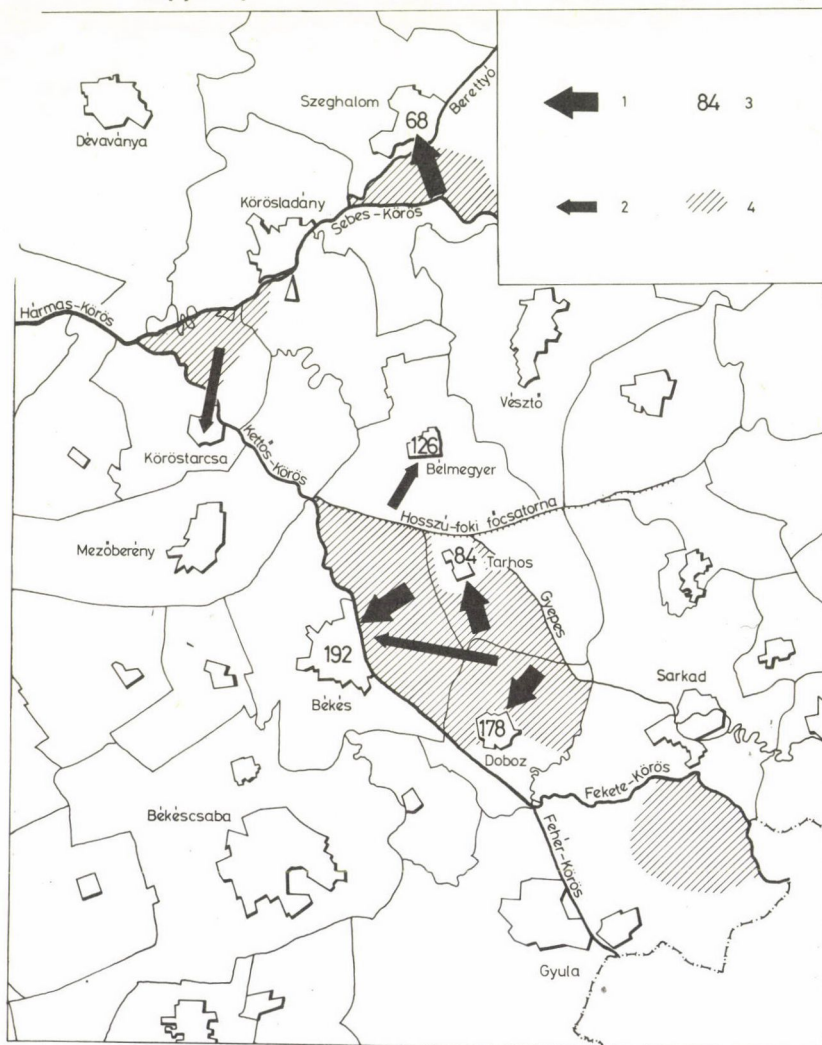 Szeghalom
Berettyó
68
Dévaványa
Körösladány
Sebes-Körös
1
84 3
2
4
Hármas-Körös
Vésztő
Köröstarcsa
Kettős-Körös
126
Bélmegyer
Hosszú-foki főcsatorna
Mezőberény
84
Tarhos
Gyepes
192
Békés
Sarkad
178
Doboz
Békéscsaba
Fekete-Körös
Fehér-Körös
Gyula